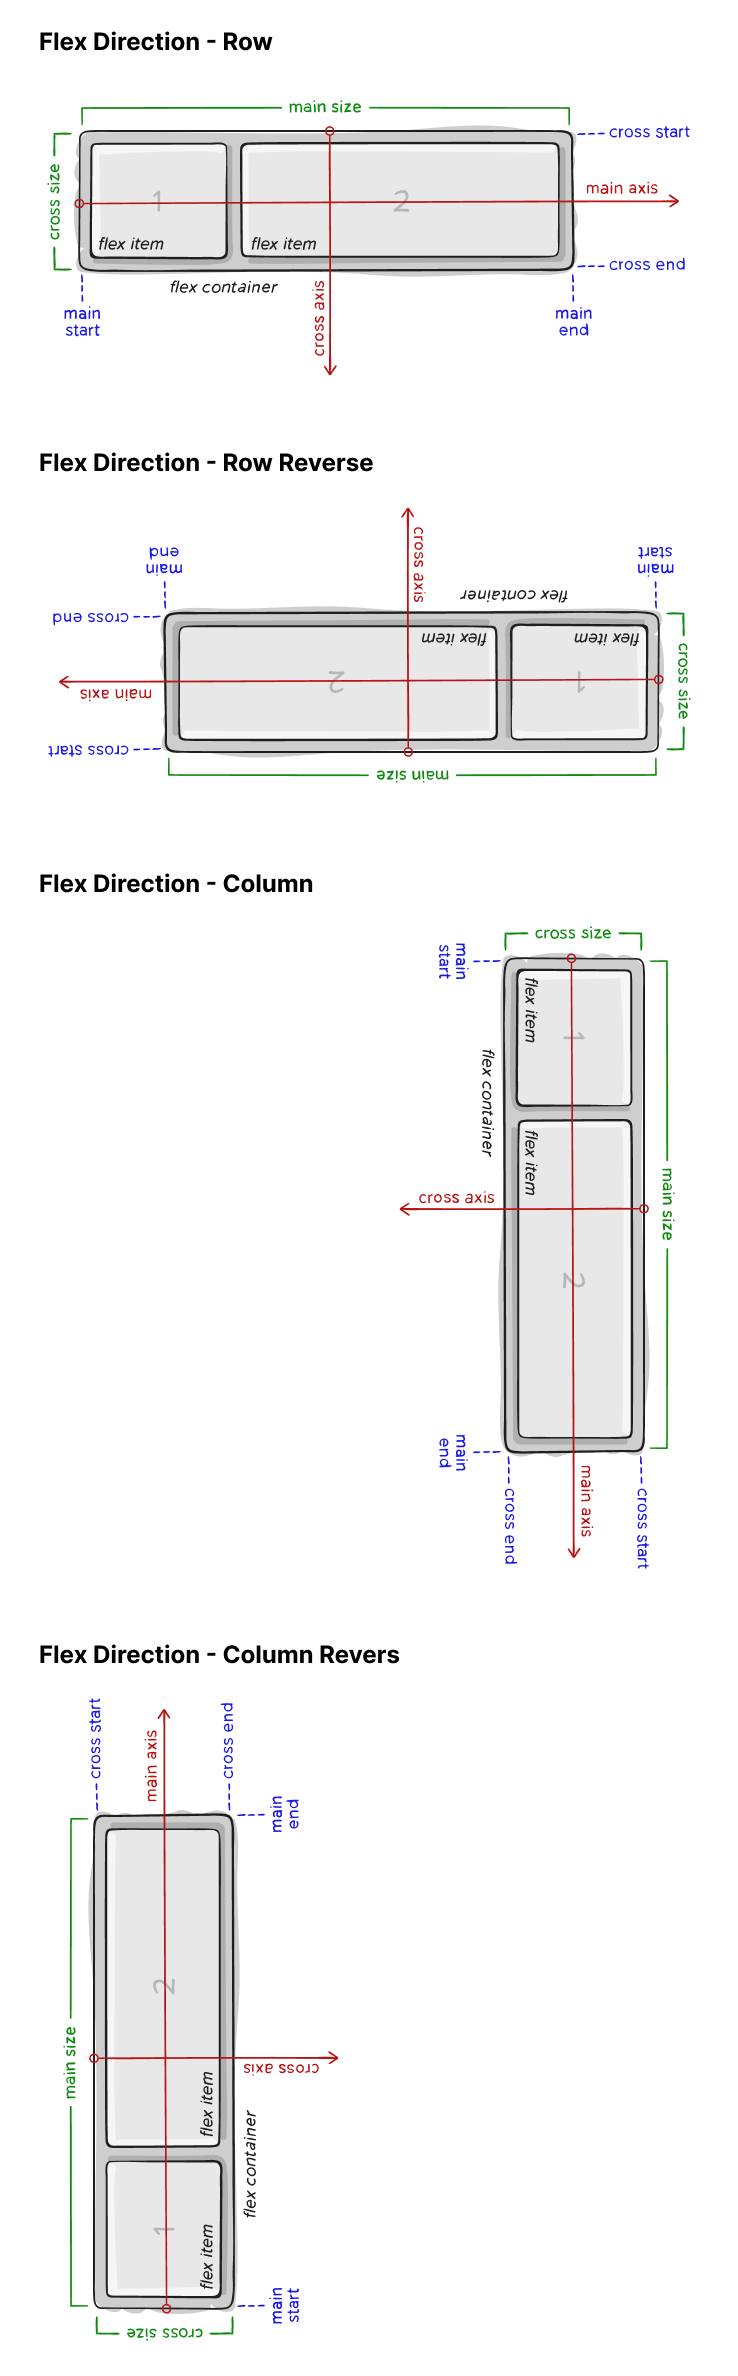 Flex Direction - Row
main size
cross start
cross size
main axis
1
2
flex item
flex item
cross end
flex container
cross axis
main
start
main
end
Flex Direction - Row Reverse
cross axis
main
end
main
start
flex container
cross end
flex item
flex item
cross size
2
1
main axis
cross start
main size
Flex Direction - Column
cross size
main
start
flex item
1
flex container
flex item
main size
cross axis
2
main
end
main axis
cross end
cross start
Flex Direction - Column Revers
cross start
cross end
main axis
main
end
2
main size
cross axis
flex item
flex container
1
flex item
main
start
cross size